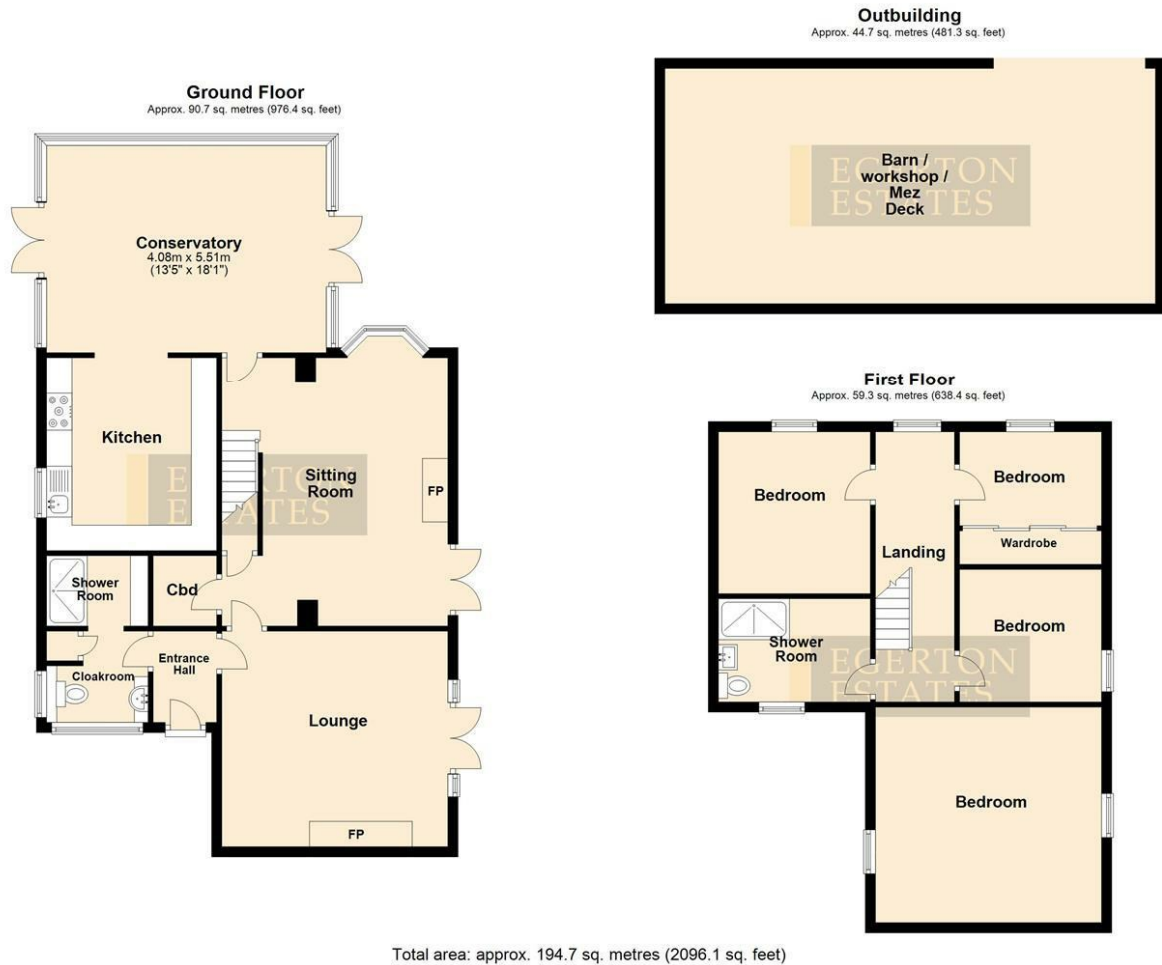 Ground Floor
Approx. 90.7 sq. metres (976.4 sq. feet)
Conservatory
4.08m x 5.51m
(13'5" x 18'1")
Kitchen
Sitting
Room
FP
EGERTON
ESTATES
Shower
Room
Cbd
Entrance
Hall
Cloakroom
Lounge
FP
Outbuilding
Approx. 44.7 sq. metres (481.3 sq. feet)
Barn /
workshop /
Mez
Deck
EGERTON
ESTATES
First Floor
Approx. 59.3 sq. metres (638.4 sq. feet)
Bedroom
Bedroom
Wardrobe
Landing
Bedroom
Shower
Room
EGERTON
ESTATES
Bedroom
Total area: approx. 194.7 sq. metres (2096.1 sq. feet)